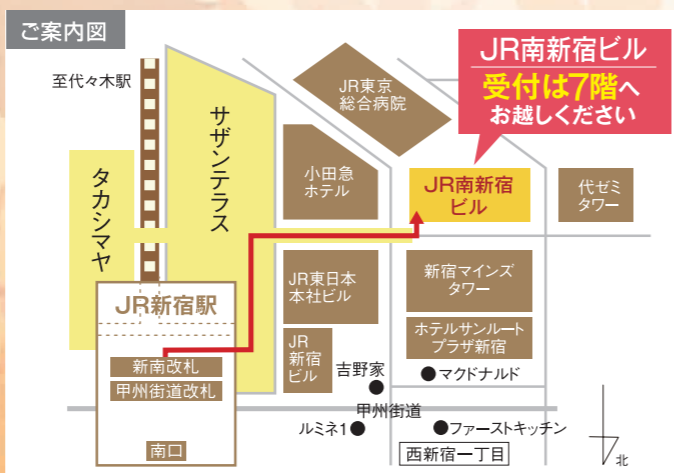 ご案内図
JR南新宿ビル
受付は7階へ
お越しください
至代々木駅
サザンテラス
タカシマヤ
JR東京
総合病院
小田急
ホテル
JR南新宿
ビル
代ゼミ
タワー
JR新宿駅
JR東日本
本社ビル
新宿マインズ
タワー
JR
新宿
ビル
ホテルサンルート
プラザ新宿
新南改札
甲州街道改札
吉野家
マクドナルド
甲州街道
ルミネ1
ファーストキッチン
南口
西新宿一丁目
北